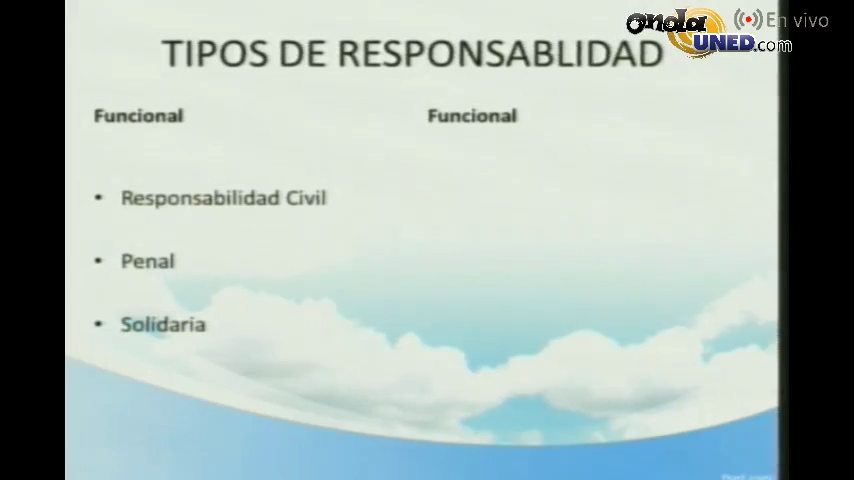 onda
UNED.com
En vivo
TIPOS DE RESPONSABLIDAD
Funcional
Funcional
• Responsabilidad Civil
• Penal
• Solidaria